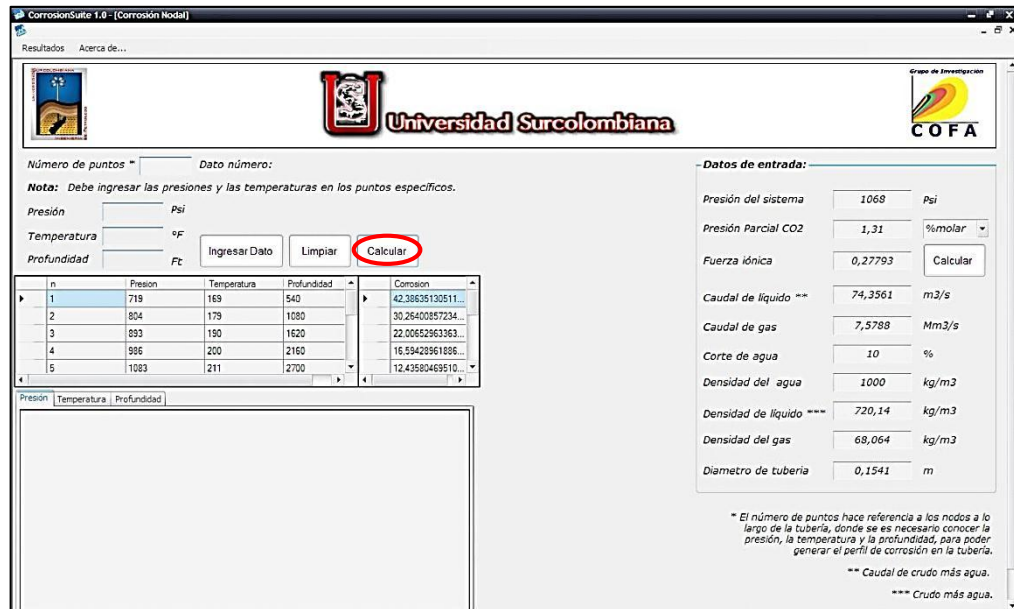 CorrosionSuite 1.0 - [Corrosión Nodal]
Resultados Acerca de...
Universidad Surcolombiana
Grupo de Investigación
COFA
Número de puntos * Dato número:
Nota: Debe ingresar las presiones y las temperaturas en los puntos específicos.
Presión Psi
Temperatura ºF
Profundidad Ft
Ingresar Dato Limpiar Calcular
n Presion Temperatura Profundidad Corrosion
1 719 169 540 42,38635130511...
2 804 179 1080 30,26400857234...
3 893 190 1620 22,00652963363...
4 986 200 2160 16,59428961886...
5 1083 211 2700 12,43580469510...
Presión Temperatura Profundidad
Datos de entrada:
Presión del sistema 1068 Psi
Presión Parcial CO2 1,31 %molar
Fuerza iónica 0,27793 Calcular
Caudal de líquido ** 74,3561 m3/s
Caudal de gas 7,5788 Mm3/s
Corte de agua 10 %
Densidad del agua 1000 kg/m3
Densidad de líquido *** 720,14 kg/m3
Densidad del gas 68,064 kg/m3
Diametro de tuberia 0,1541 m
* El número de puntos hace referencia a los nodos a lo
largo de la tubería, donde se es necesario conocer la
presión, la temperatura y la profundidad, para poder
generar el perfil de corrosión en la tubería.
** Caudal de crudo más agua.
*** Crudo más agua.